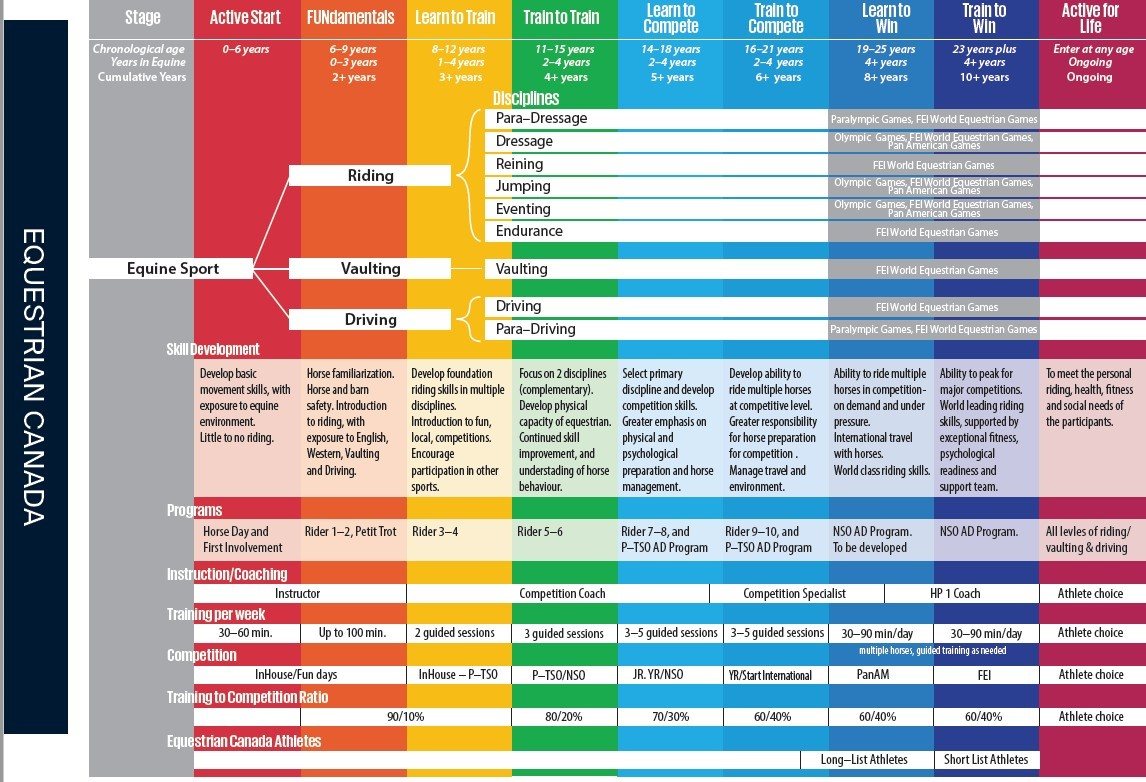 EQUESTRIAN CANADA
Stage
Active Start
FUNdamentals
Learn to Train
Train to Train
Learn to
Compete
Train to
Compete
Learn to
Win
Train to
Win
Active for
Life
Chronological age
Years in Equine
Cumulative Years
0–6 years
6–9 years
0–3 years
2+ years
8–12 years
1–4 years
3+ years
11–15 years
2–4 years
4+ years
14–18 years
2–4 years
5+ years
16–21 years
2–4 years
6+ years
19–25 years
4+ years
8+ years
23 years plus
4+ years
10+ years
Enter at any age
Ongoing
Ongoing
Disciplines
Equine Sport
Riding
Para–Dressage
Paralympic Games, FEI World Equestrian Games
Dressage
Olympic Games, FEI World Equestrian Games,
Pan American Games
Reining
FEI World Equestrian Games
Jumping
Olympic Games, FEI World Equestrian Games,
Pan American Games
Eventing
Olympic Games, FEI World Equestrian Games,
Pan American Games
Endurance
FEI World Equestrian Games
Vaulting
Vaulting
FEI World Equestrian Games
Driving
Driving
FEI World Equestrian Games
Para–Driving
Paralympic Games, FEI World Equestrian Games
Skill Development
Develop basic
movement skills, with
exposure to equine
environment.
Little to no riding.
Horse familiarization.
Horse and barn
safety. Introduction
to riding, with
exposure to English,
Western, Vaulting
and Driving.
Develop foundation
riding skills in multiple
disciplines.
Introduction to fun,
local, competitions.
Encourage
participation in other
sports.
Focus on 2 disciplines
(complementary).
Develop physical
capacity of equestrian.
Continued skill
improvement, and
understading of horse
behaviour.
Select primary
discipline and develop
competition skills.
Greater emphasis on
physical and
psychological
preparation and horse
management.
Develop ability to
ride multiple horses
at competitive level.
Greater responsibility
for horse preparation
for competition .
Manage travel and
environment.
Ability to ride multiple
horses in competition-
on demand and under
pressure.
International travel
with horses.
World class riding skills.
Ability to peak for
major competitions.
World leading riding
skills, supported by
exceptional fitness,
psychological
readiness and
support team.
To meet the personal
riding, health, fitness
and social needs of
the participants.
Programs
Horse Day and
First Involvement
Rider 1–2, Petit Trot
Rider 3–4
Rider 5–6
Rider 7–8, and
P–TSO AD Program
Rider 9–10, and
P–TSO AD Program
NSO AD Program.
To be developed
NSO AD Program.
All levles of riding/
vaulting & driving
Instruction/Coaching
Instructor
Competition Coach
Competition Specialist
HP 1 Coach
Athlete choice
Training per week
30–60 min.
Up to 100 min.
2 guided sessions
3 guided sessions
3–5 guided sessions
3–5 guided sessions
30–90 min/day
30–90 min/day
Athlete choice
multiple horses, guided training as needed
Competition
InHouse/Fun days
InHouse – P–TSO
P–TSO/NSO
JR. YR/NSO
YR/Start International
PanAM
FEI
Athlete choice
Training to Competition Ratio
90/10%
80/20%
70/30%
60/40%
60/40%
60/40%
Athlete choice
Equestrian Canada Athletes
Long–List Athletes
Short List Athletes